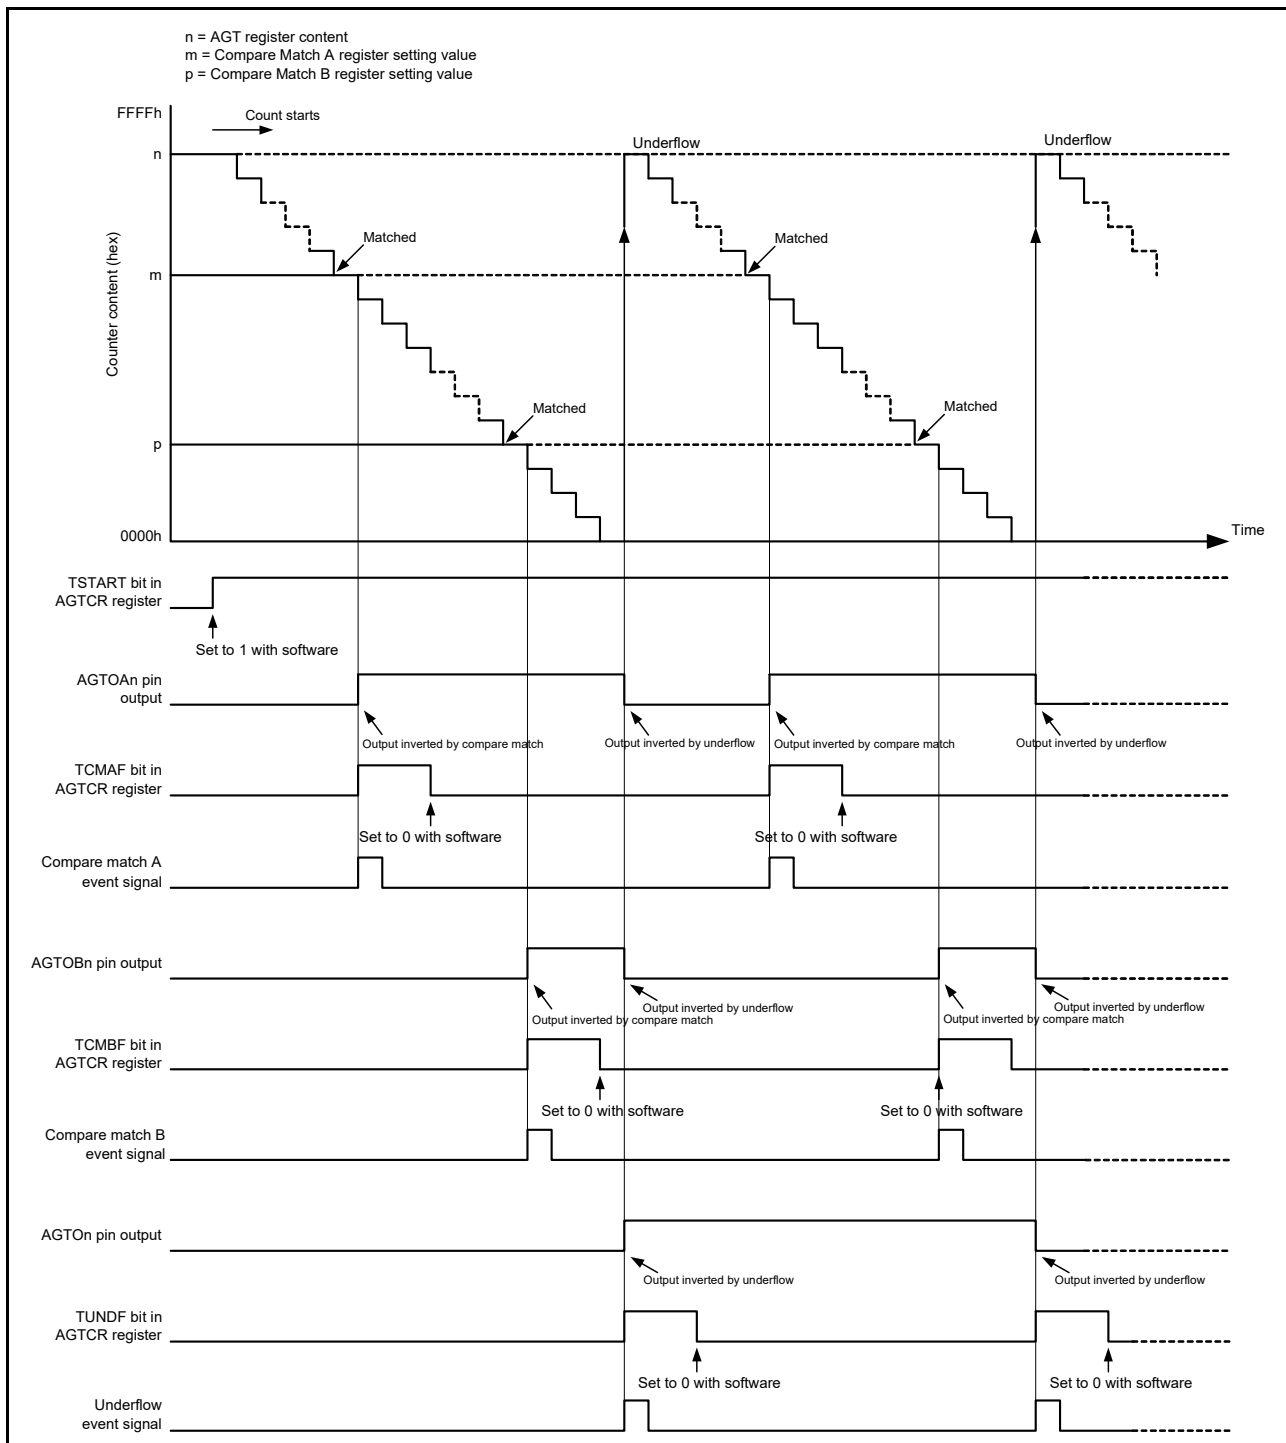 n = AGT register content
m = Compare Match A register setting value
p = Compare Match B register setting value
FFFFh
Count starts
n
Underflow
Underflow
Matched
Matched
m
Counter content (hex)
Matched
Matched
p
0000h
Time
TSTART bit in
AGTCR register
Set to 1 with software
AGTOAn pin
output
Output inverted by compare match
Output inverted by underflow
Output inverted by compare match
Output inverted by underflow
TCMAF bit in
AGTCR register
Set to 0 with software
Set to 0 with software
Compare match A
event signal
AGTOBn pin output
Output inverted by underflow
Output inverted by underflow
Output inverted by compare match
Output inverted by compare match
TCMBF bit in
AGTCR register
Set to 0 with software
Set to 0 with software
Compare match B
event signal
AGTOn pin output
Output inverted by underflow
Output inverted by underflow
TUNDF bit in
AGTCR register
Set to 0 with software
Set to 0 with software
Underflow
event signal